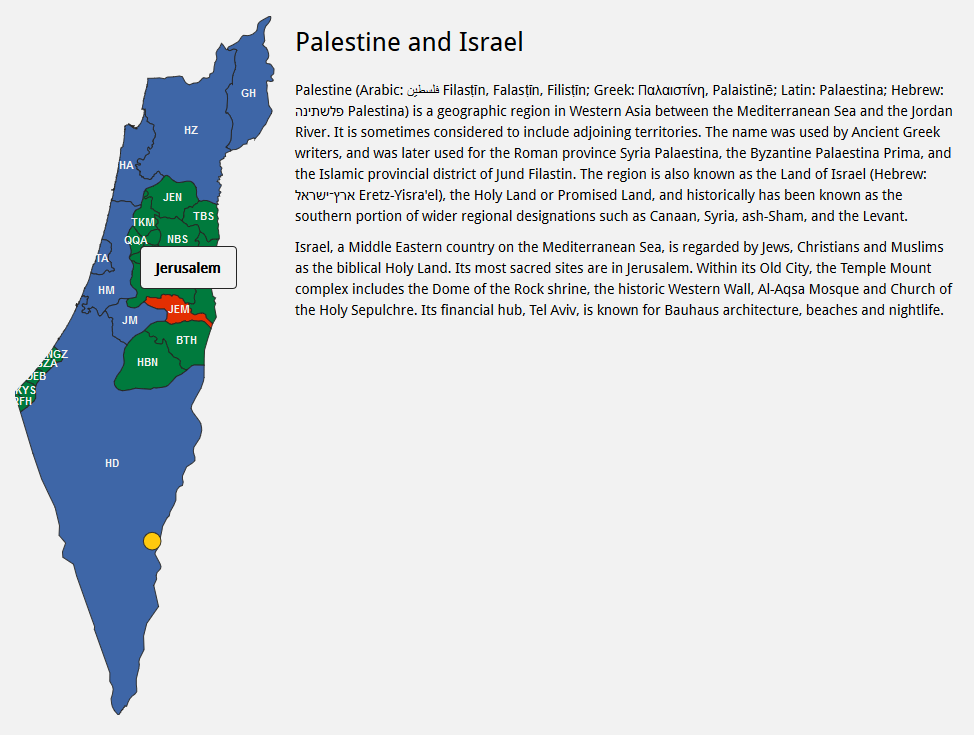 Palestine and Israel
Palestine (Arabic: فلسطين Filasṭīn, Falasṭīn, Filisṭīn; Greek: Παλαιστίνη, Palaistinē; Latin: Palaestina; Hebrew:
פלשתינה Palestina) is a geographic region in Western Asia between the Mediterranean Sea and the Jordan
River. It is sometimes considered to include adjoining territories. The name was used by Ancient Greek
writers, and was later used for the Roman province Syria Palaestina, the Byzantine Palaestina Prima, and
the Islamic provincial district of Jund Filastin. The region is also known as the Land of Israel (Hebrew:
ארץ־ישראל Eretz-Yisra'el), the Holy Land or Promised Land, and historically has been known as the
southern portion of wider regional designations such as Canaan, Syria, ash-Sham, and the Levant.
Israel, a Middle Eastern country on the Mediterranean Sea, is regarded by Jews, Christians and Muslims
as the biblical Holy Land. Its most sacred sites are in Jerusalem. Within its Old City, the Temple Mount
complex includes the Dome of the Rock shrine, the historic Western Wall, Al-Aqsa Mosque and Church of
the Holy Sepulchre. Its financial hub, Tel Aviv, is known for Bauhaus architecture, beaches and nightlife.
GH
HZ
HA
JEN
TBS
TKM
QQA
NBS
TA
Jerusalem
HM
JEM
JM
BTH
NGZ
GZA
HBN
DEB
KYS
RFH
HD